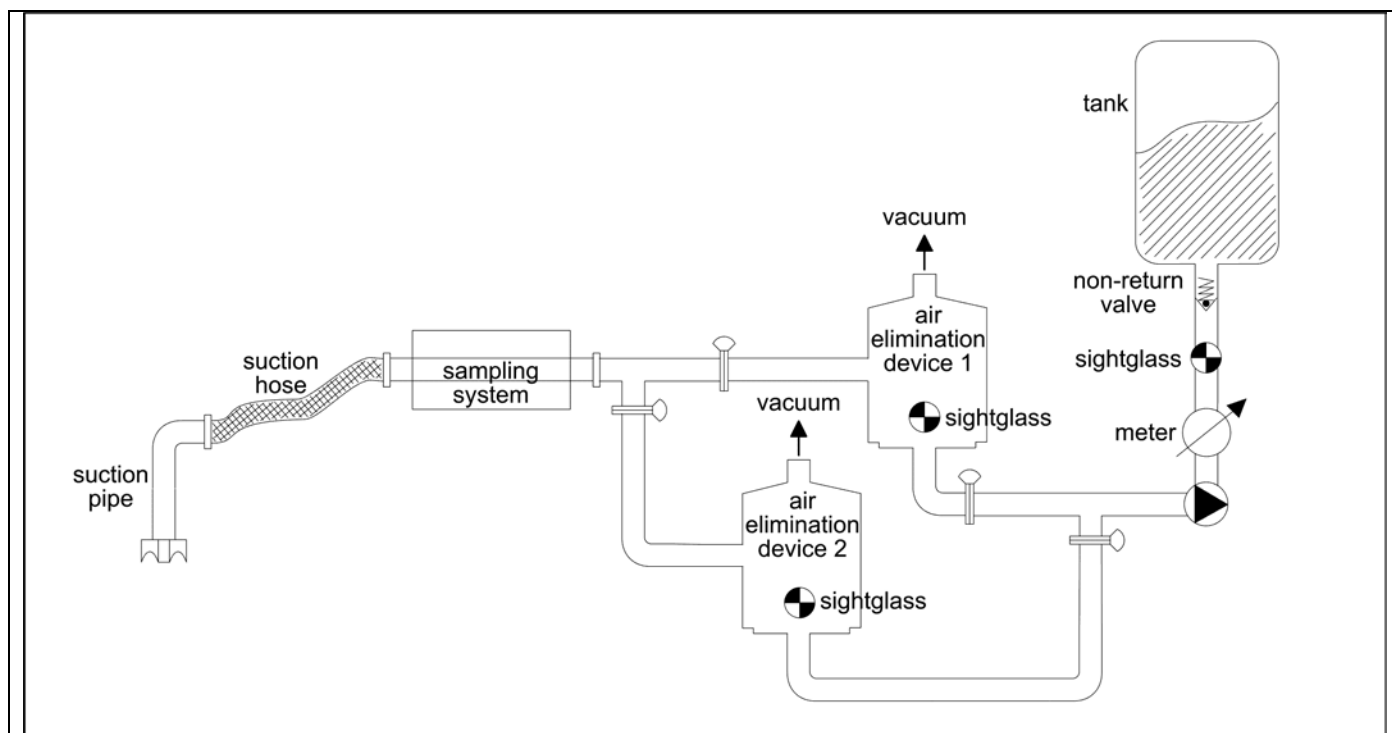 tank
vacuum
non-return
valve
air
elimination
device 1
suction
hose
sampling
system
sightglass
vacuum
sightglass
meter
suction
pipe
air
elimination
device 2
sightglass